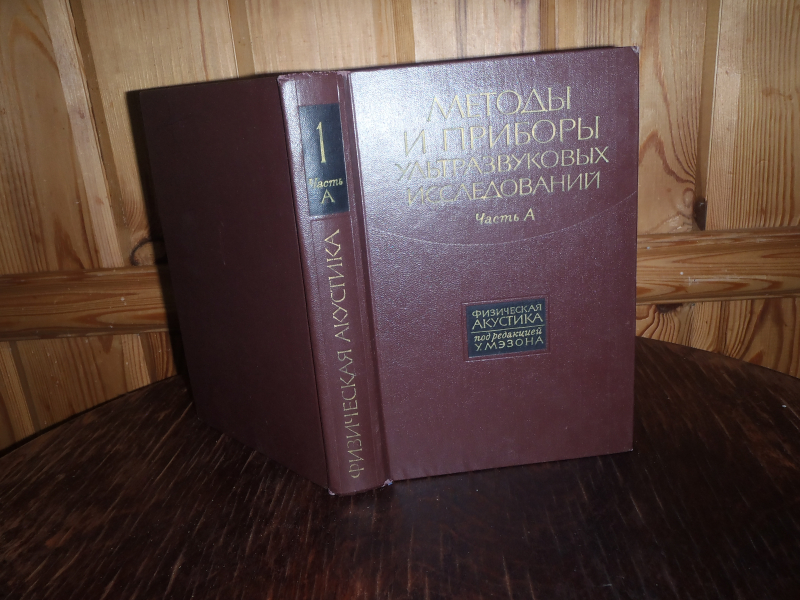 1
Часть
А
ФИЗИЧЕСКАЯ АКУСТИКА
МЕТОДЫ
И ПРИБОРЫ
УЛЬТРАЗВУКОВЫХ
ИССЛЕДОВАНИЙ
Часть А
ФИЗИЧЕСКАЯ
АКУСТИКА
под редакцией
У. МЭЗОНА